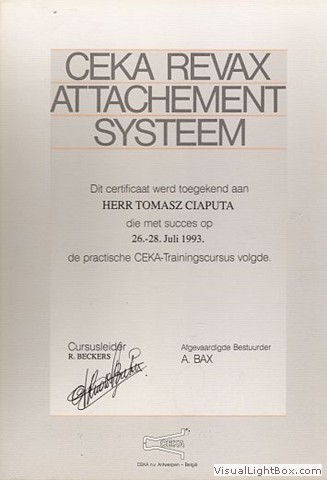 CEKA REVAX
ATTACHEMENT
SYSTEEM
Dit certificaat werd toegekend aan
HERR TOMASZ CIAPUTA
die met succes op
26.-28. Juli 1993.
de practische CEKA-Trainingscursus volgde.
Cursusleider
R. BECKERS
Afgevaardigde Bestuurder
A. BAX
CEKA
CEKA n.v. Antwerpen - België
VisualLightBox.com